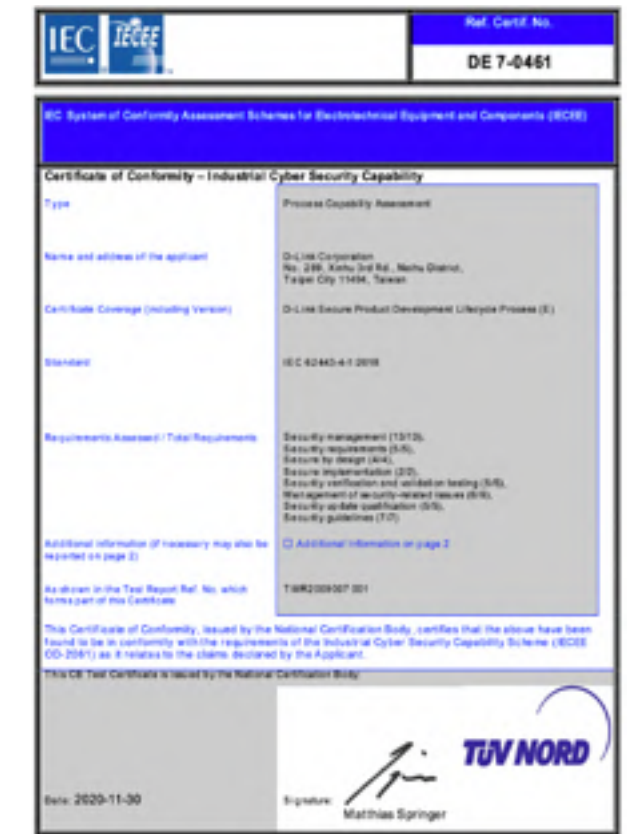 IEC IECEE
Ref. Certif. No.
DE 7-0461
IEC System of Conformity Assessment Schemes for Electrotechnical Equipment and Components (IECEE)
Certificate of Conformity – Industrial Cyber Security Capability
Type
Process Capability Assessment
Name and address of the applicant
D-Link Corporation
No. 289, Xinhu 3rd Rd., Neihu District,
Taipei City 11494, Taiwan
Certificate Coverage (including Version)
D-Link Secure Product Development Lifecycle Process
Standard
IEC 62443-4-1:2018
Requirements Assessed / Total Requirements
Security management (13/13),
Security requirements (5/5),
Secure by design (4/4),
Secure implementation (2/2),
Security verification and validation testing (5/5),
Management of security-related issues (6/6),
Security update qualification (5/5),
Security guidelines (7/7)
Additional information (if necessary may also be
reported on page 2)
Additional Information on page 2
As shown in the Test Report Ref. No. which
forms part of this Certificate
001
This Certificate of Conformity, issued by the National Certification Body, certifies that the above have been
found to be in conformity with the requirements of the Industrial Cyber Security Capability Scheme (IECEE
OD-2061) as it relates to the claims declared by the Applicant.
This CB Test Certificate is issued by the National Certification Body
TÜV NORD
Date: 2020-11-30
Signature:
Matthias Springer